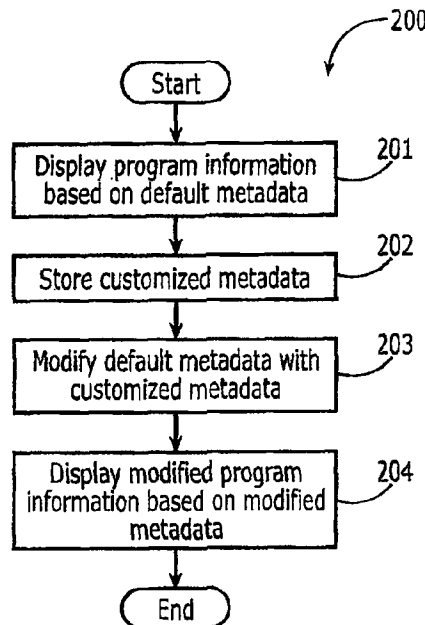 200
Start
201
Display program information
based on default metadata
202
Store customized metadata
203
Modify default metadata with
customized metadata
204
Display modified program
information based on modified
metadata
End